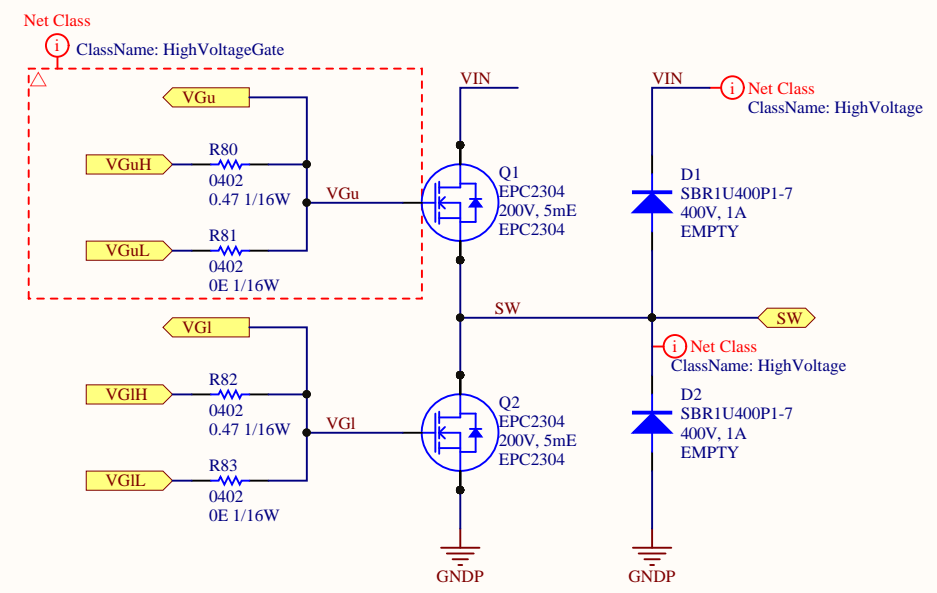 Net Class
i ClassName: HighVoltageGate
VGu
VGuH
R80
0402
0.47 1/16W
VGu
VGuL
R81
0402
0E 1/16W
VIN
Q1
EPC2304
200V, 5mE
EPC2304
VIN
i Net Class
ClassName: HighVoltage
D1
SBR1U400P1-7
400V, 1A
EMPTY
SW
SW
VGl
VGlH
R82
0402
0.47 1/16W
VGl
VGlL
R83
0402
0E 1/16W
Q2
EPC2304
200V, 5mE
EPC2304
i Net Class
ClassName: HighVoltage
D2
SBR1U400P1-7
400V, 1A
EMPTY
GNDP
GNDP